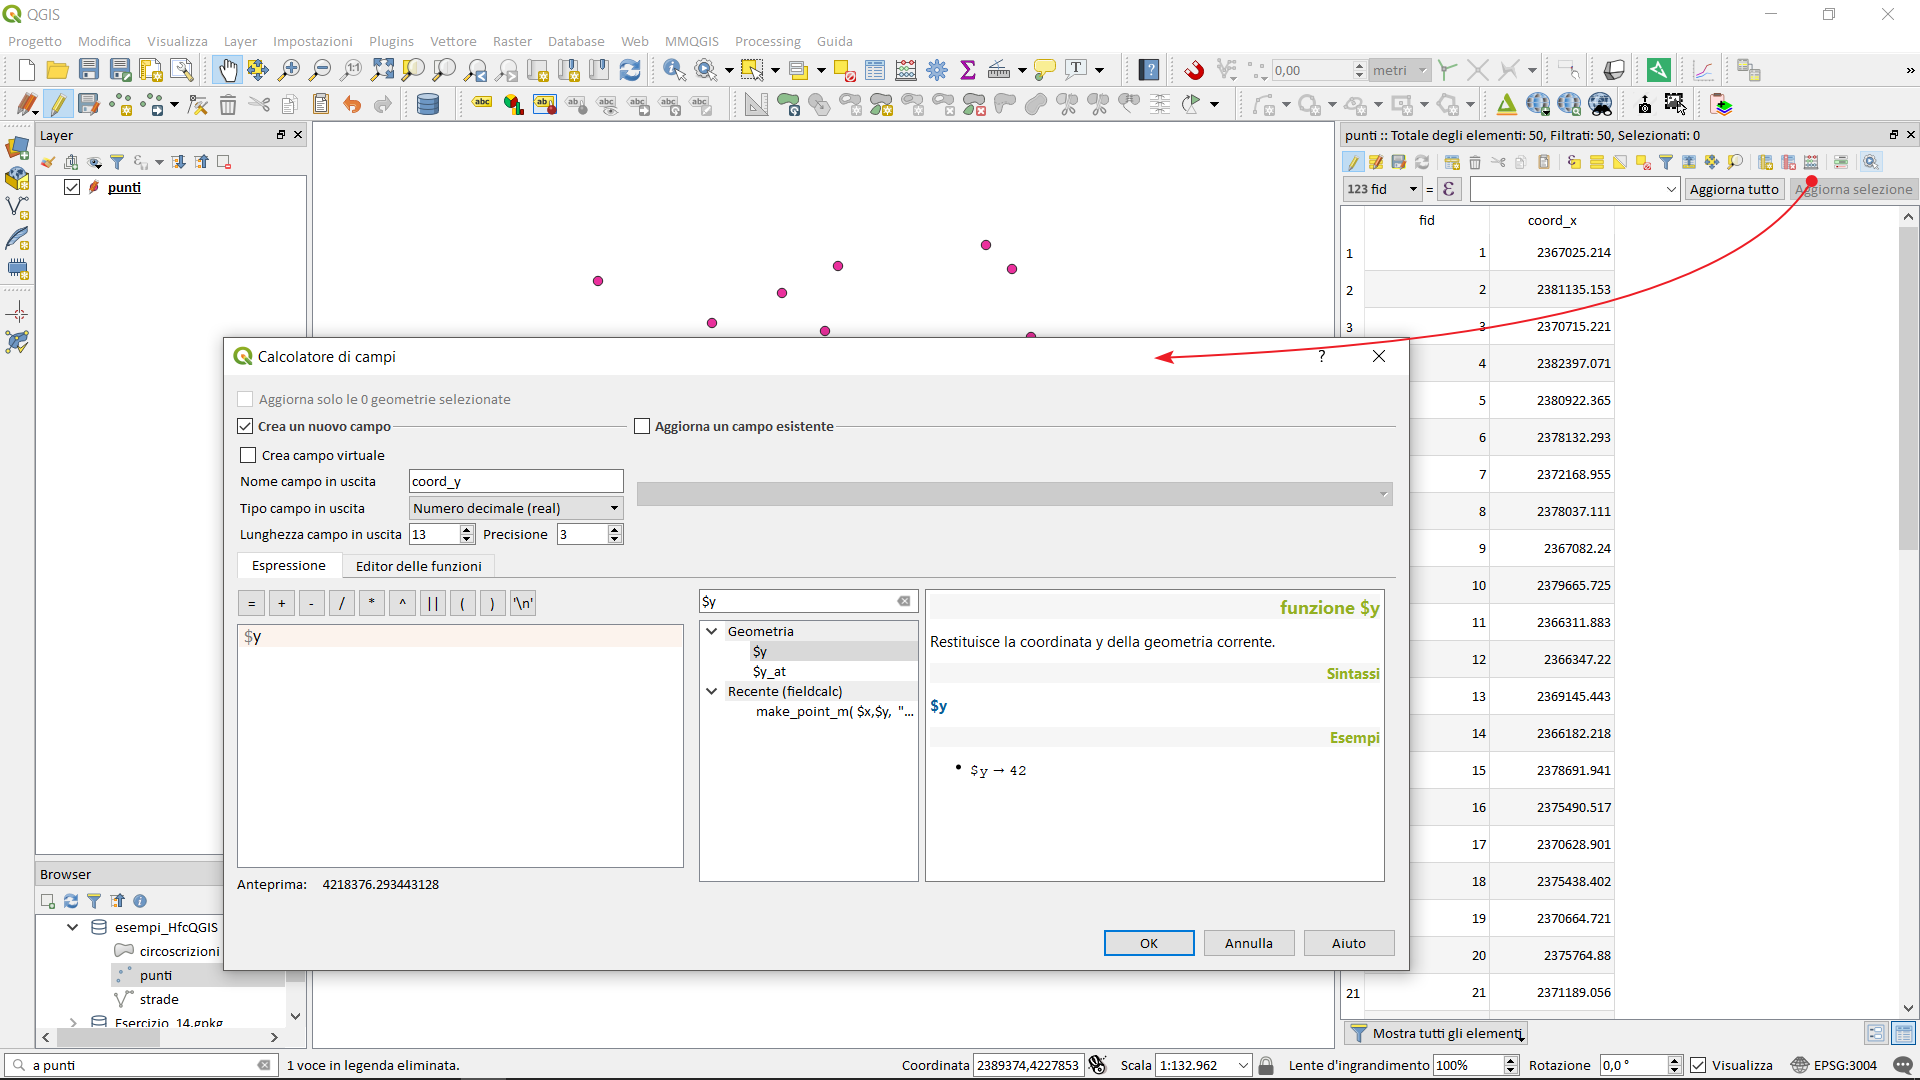 QGIS
Progetto Modifica Visualizza Layer Impostazioni Plugins Vettore Raster Database Web MMQGIS Processing Guida
0,00 metri
Layer
punti
punti :: Totale degli elementi: 50, Filtrati: 50, Selezionati: 0
123 fid = ε Aggiorna tutto Aggiorna selezione
fid coord_x
1 1 2367025.214
2 2 2381135.153
3 3 2370715.221
4 2382397.071
5 2380922.365
6 2378132.293
7 2372168.955
8 2378037.111
9 2367082.24
10 2379665.725
11 2366311.883
12 2366347.22
13 2369145.443
14 2366182.218
15 2378691.941
16 2375490.517
17 2370628.901
18 2375438.402
19 2370664.721
20 2375764.88
21 21 2371189.056
Mostra tutti gli elementi
Calcolatore di campi ?
Aggiorna solo le 0 geometrie selezionate
Crea un nuovo campo Aggiorna un campo esistente
Crea campo virtuale
Nome campo in uscita coord_y
Tipo campo in uscita Numero decimale (real)
Lunghezza campo in uscita 13 Precisione 3
Espressione Editor delle funzioni
= + - / * ^ || ( ) '\n'
$y
Anteprima: 4218376.293443128
$y
Geometria
$y
$y_at
Recente (fieldcalc)
make_point_m( $x,$y, "...
funzione $y
Restituisce la coordinata y della geometria corrente.
Sintassi
$y
Esempi
• $y → 42
OK Annulla Aiuto
Browser
esempi_HfcQGIS
circoscrizioni
punti
strade
Esercizio_14.gpkg
a punti 1 voce in legenda eliminata. Coordinata 2389374,4227853 Scala 1:132.962 Lente d'ingrandimento 100% Rotazione 0,0 ° Visualizza EPSG:3004